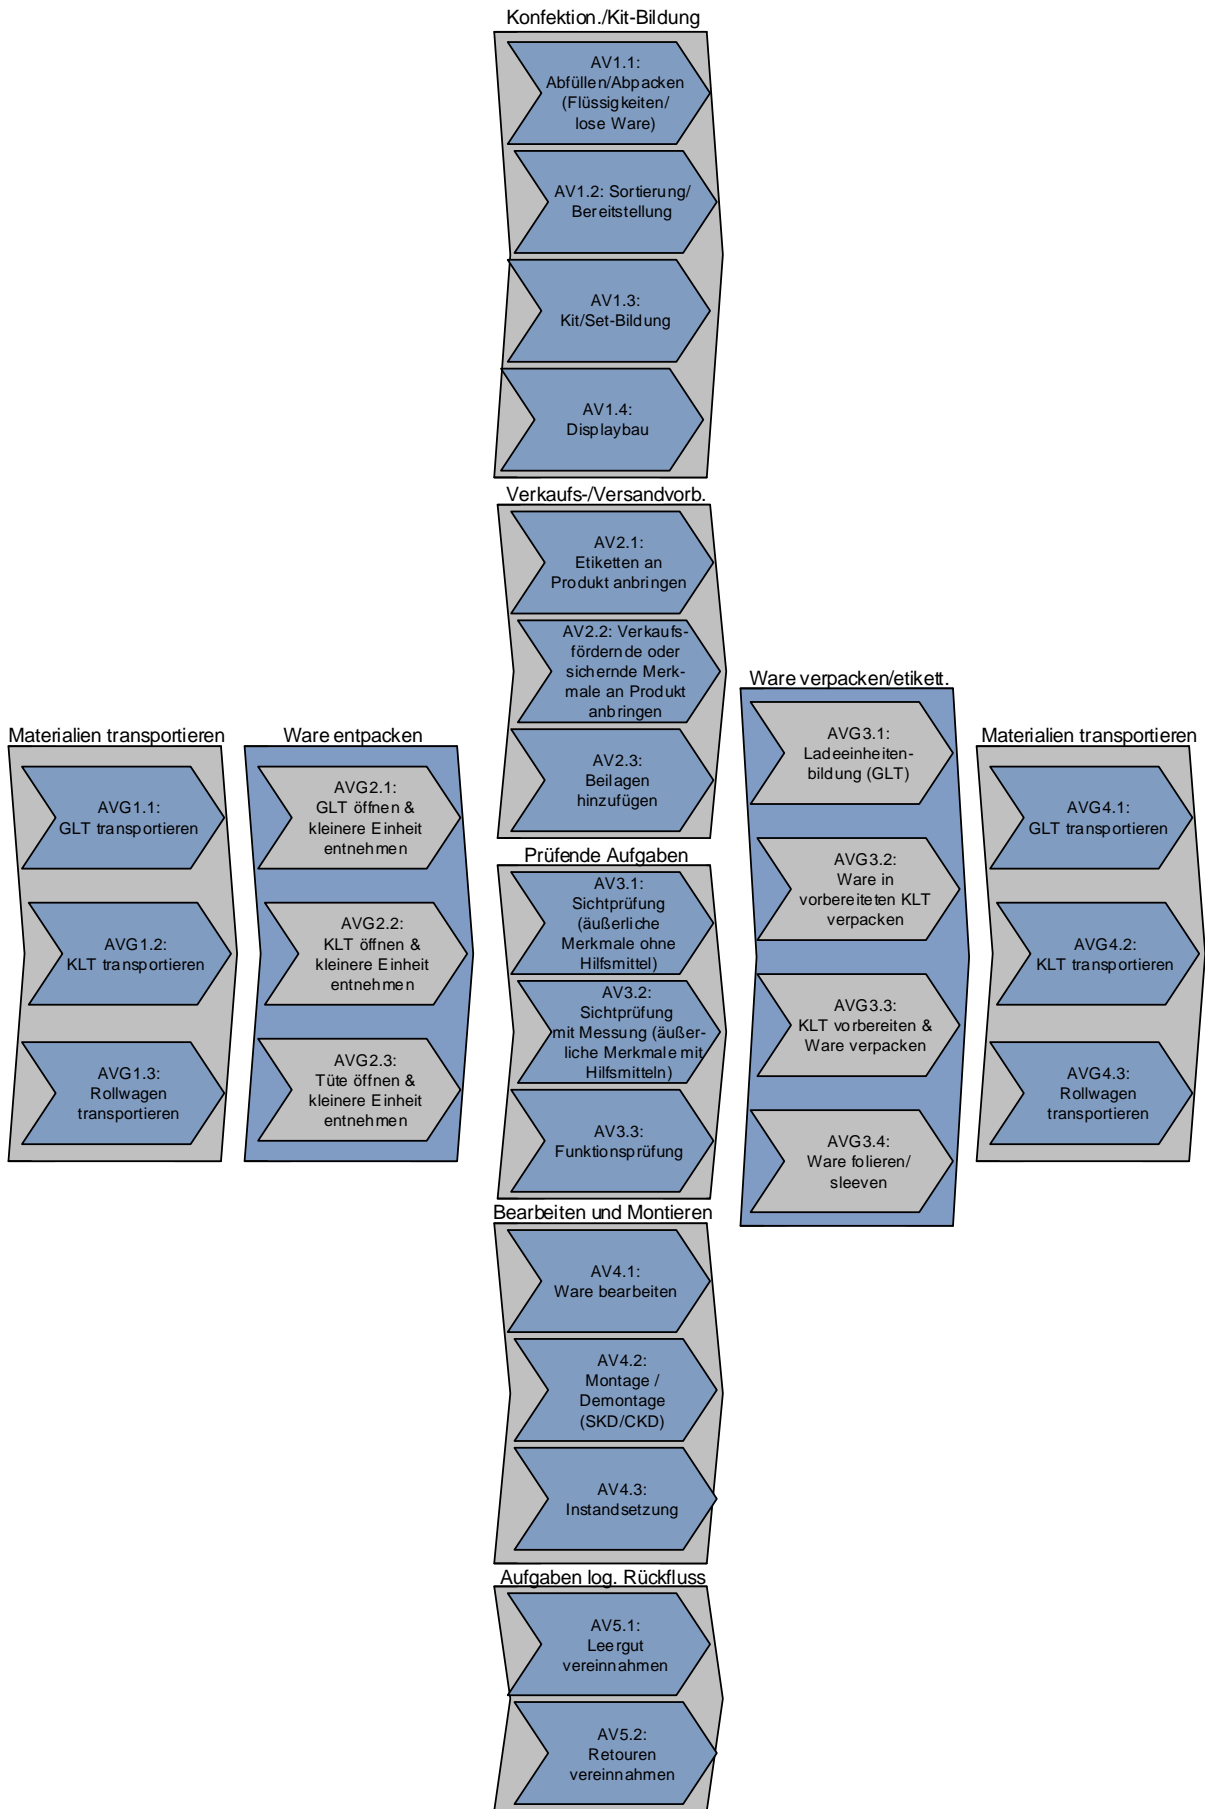 Konfektion./Kit-Bildung
AV1.1:
Abfüllen/Abpacken
(Flüssigkeiten/
lose Ware)
AV1.2: Sortierung/
Bereitstellung
AV1.3:
Kit/Set-Bildung
AV1.4:
Displaybau
Verkaufs-/Versandvorb.
AV2.1:
Etiketten an
Produkt anbringen
AV2.2: Verkaufs-
fördernde oder
sichernde Merk-
male an Produkt
anbringen
AV2.3:
Beilagen
hinzufügen
Materialien transportieren
AVG1.1:
GLT transportieren
AVG1.2:
KLT transportieren
AVG1.3:
Rollwagen
transportieren
Ware entpacken
AVG2.1:
GLT öffnen &
kleinere Einheit
entnehmen
AVG2.2:
KLT öffnen &
kleinere Einheit
entnehmen
AVG2.3:
Tüte öffnen &
kleinere Einheit
entnehmen
Prüfende Aufgaben
AV3.1:
Sichtprüfung
(äußerliche
Merkmale ohne
Hilfsmittel)
AV3.2:
Sichtprüfung
mit Messung (äußer-
liche Merkmale mit
Hilfsmitteln)
AV3.3:
Funktionsprüfung
Ware verpacken/etikett.
AVG3.1:
Ladeeinheiten-
bildung (GLT)
AVG3.2:
Ware in
vorbereiteten KLT
verpacken
AVG3.3:
KLT vorbereiten &
Ware verpacken
AVG3.4:
Ware folieren/
sleeven
Materialien transportieren
AVG4.1:
GLT transportieren
AVG4.2:
KLT transportieren
AVG4.3:
Rollwagen
transportieren
Bearbeiten und Montieren
AV4.1:
Ware bearbeiten
AV4.2:
Montage /
Demontage
(SKD/CKD)
AV4.3:
Instandsetzung
Aufgaben log. Rückfluss
AV5.1:
Leergut
vereinnahmen
AV5.2:
Retouren
vereinnahmen